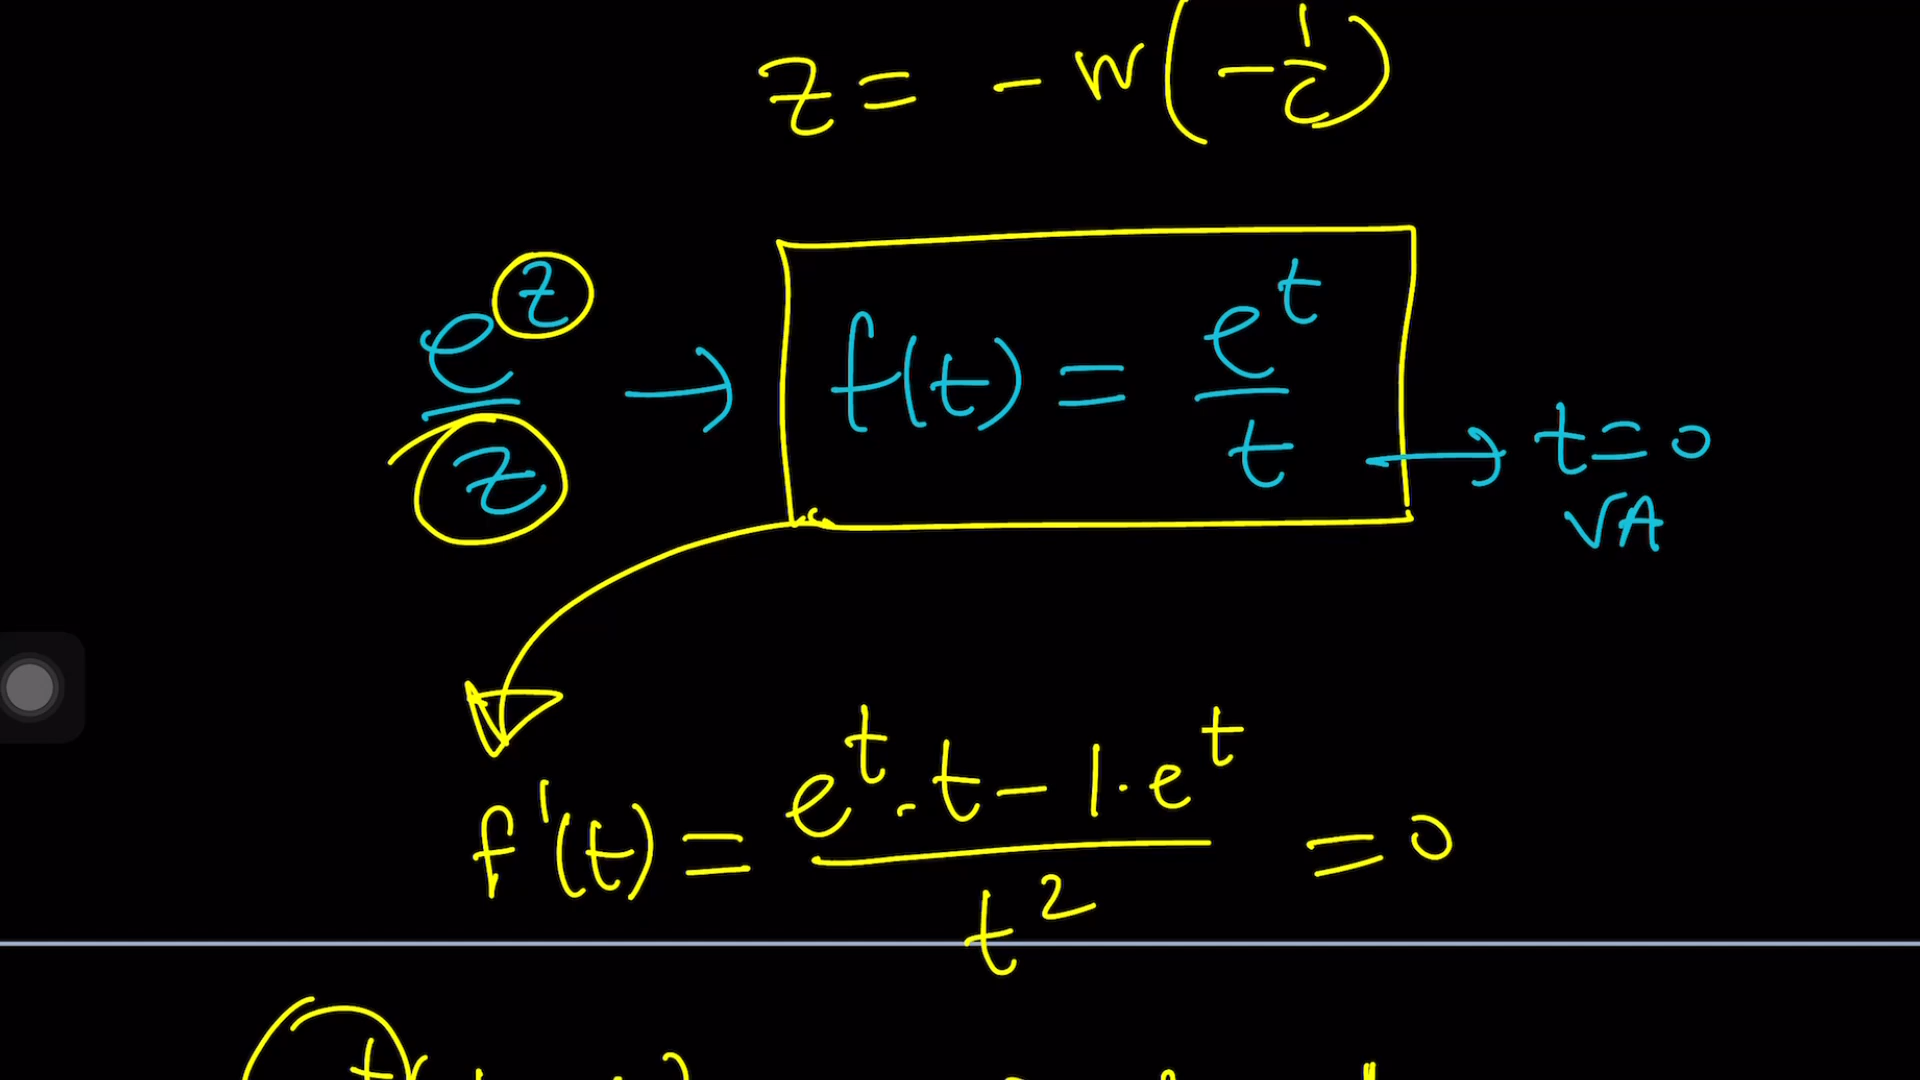 z = - W(-1/c)
e^z/z → f(t) = e^t/t → t=0
VA
f'(t) = (e^t · t - 1 · e^t)/t^2 = 0